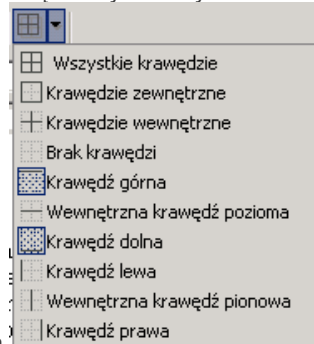 Wszystkie krawędzie
Krawędzie zewnętrzne
Krawędzie wewnętrzne
Brak krawędzi
Krawędź górna
Wewnętrzna krawędź pozioma
Krawędź dolna
Krawędź lewa
Wewnętrzna krawędź pionowa
Krawędź prawa